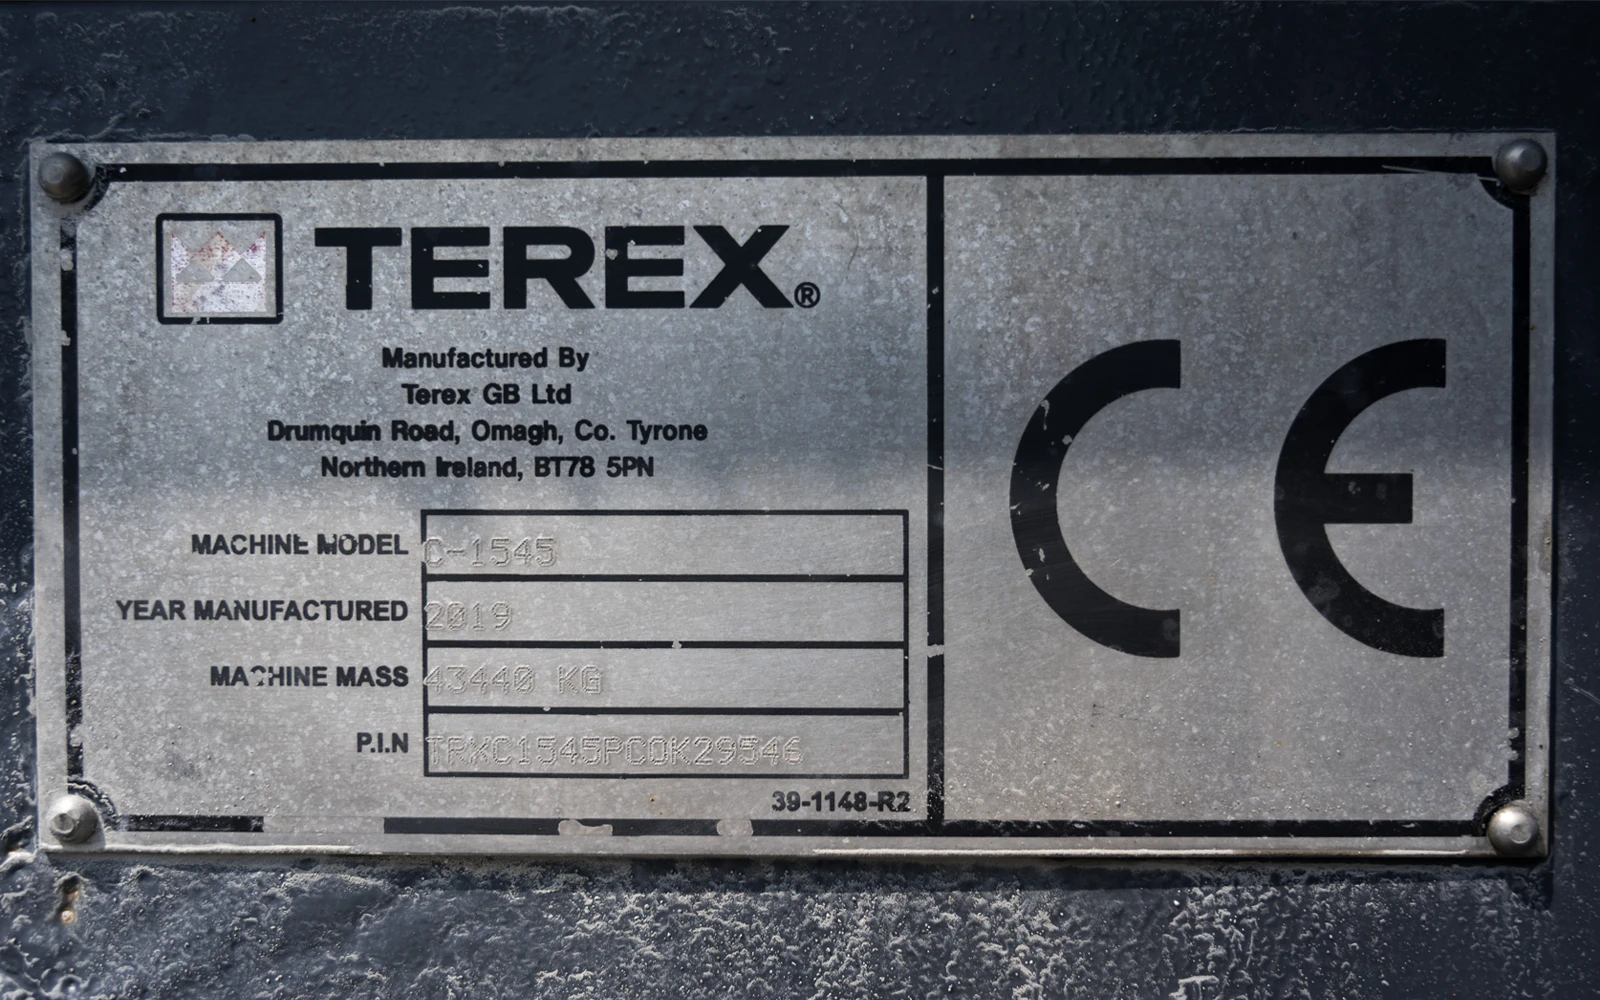 TEREX®
Manufactured By
Terex GB Ltd
Drumquin Road, Omagh, Co. Tyrone
Northern Ireland, BT78 5PN
MACHINE MODEL C-1545
YEAR MANUFACTURED 2019
MACHINE MASS 43440 KG
P.I.N TRXC1545PCOK29546
39-1148-R2
CE